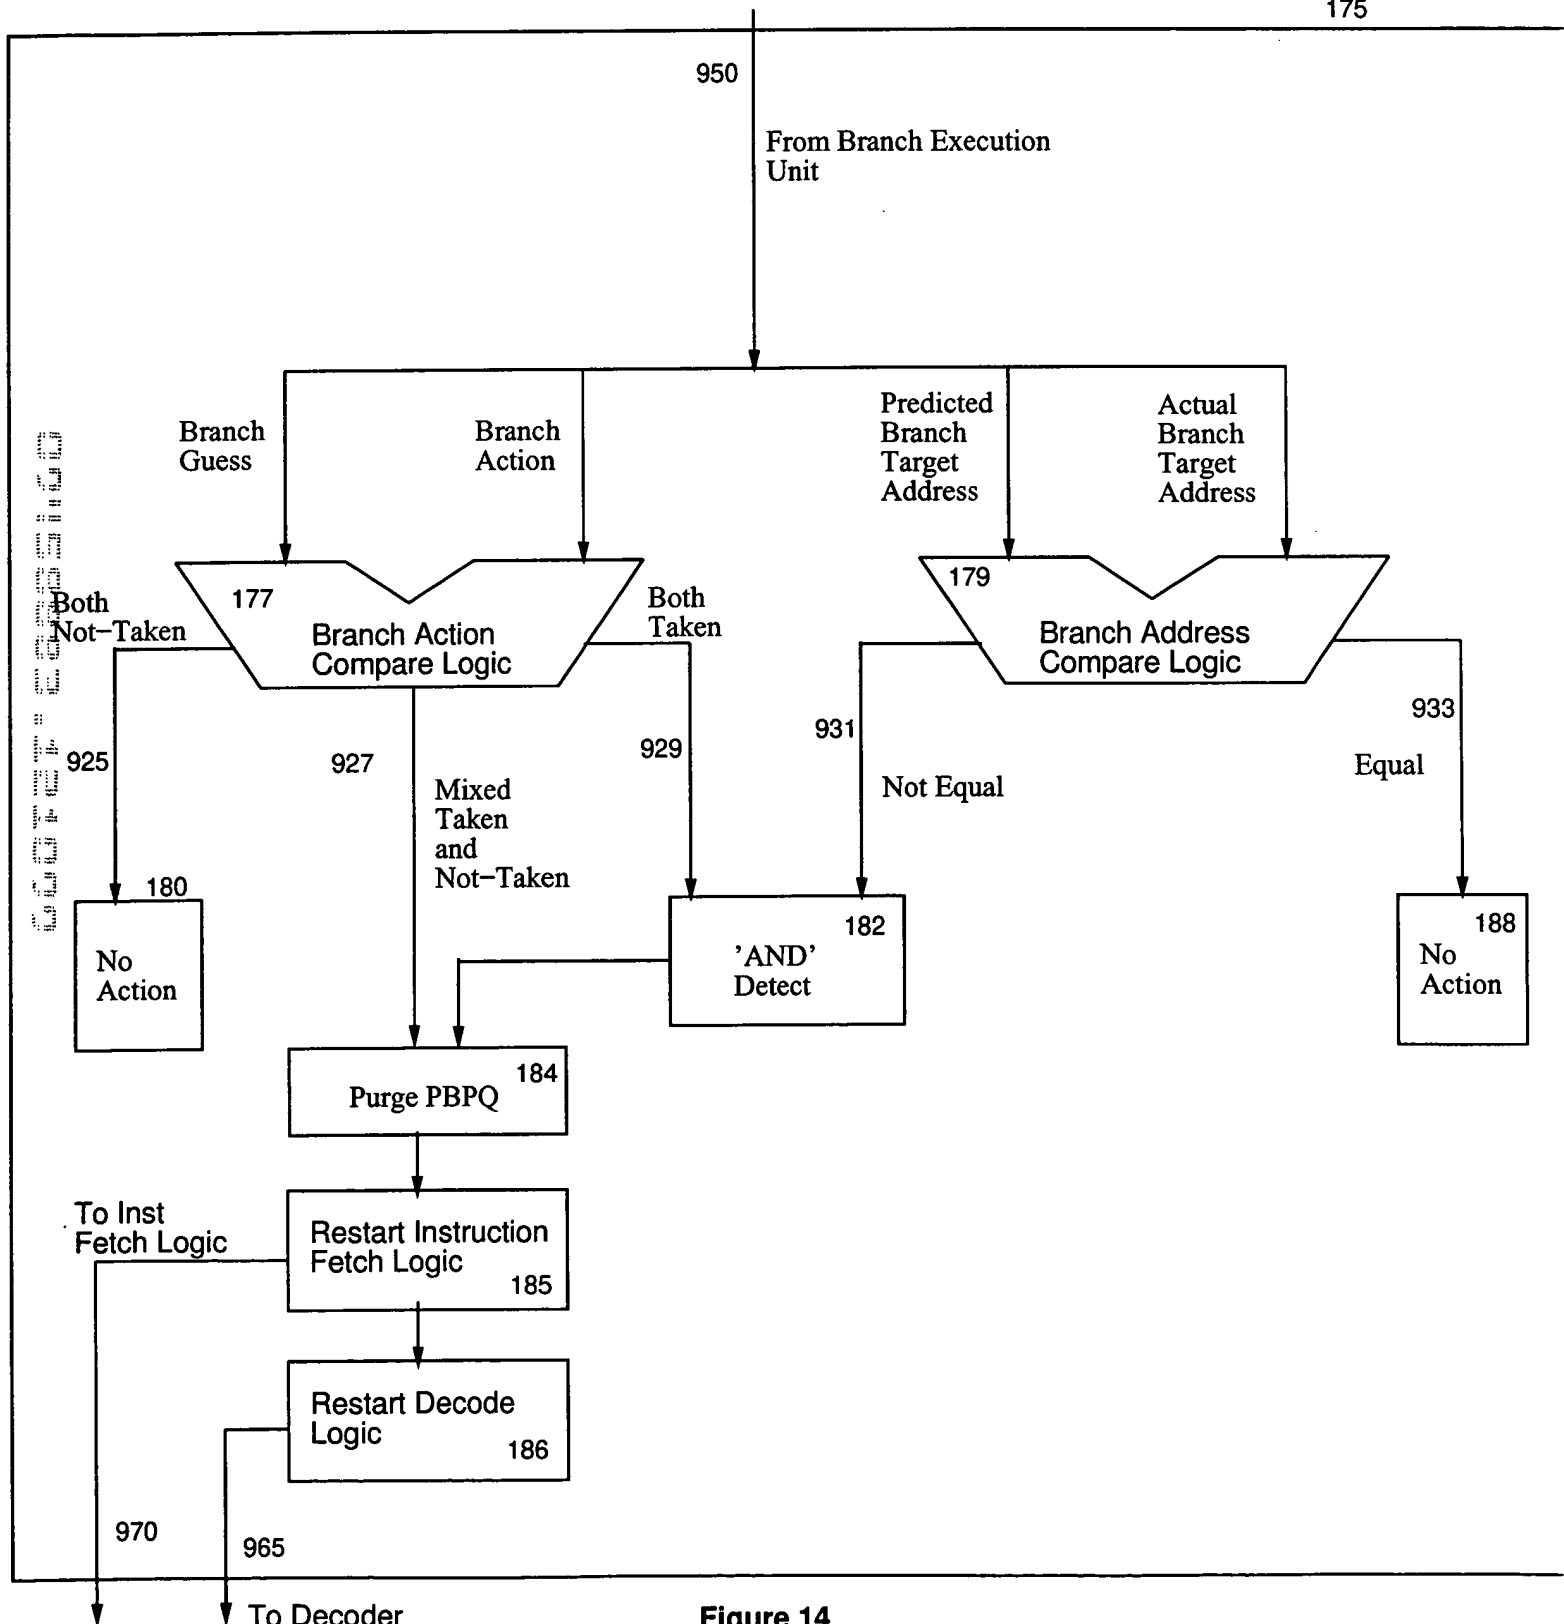 175
950
From Branch Execution
Unit
Branch
Guess
Branch
Action
Predicted
Branch
Target
Address
Actual
Branch
Target
Address
177
Branch Action
Compare Logic
179
Branch Address
Compare Logic
Both
Not-Taken
Both
Taken
925
927
929
931
933
Mixed
Taken
and
Not-Taken
Not Equal
Equal
180
No
Action
182
'AND'
Detect
188
No
Action
184
Purge PBPQ
To Inst
Fetch Logic
Restart Instruction
Fetch Logic
185
Restart Decode
Logic
186
970
965
To Decoder
Figure 14